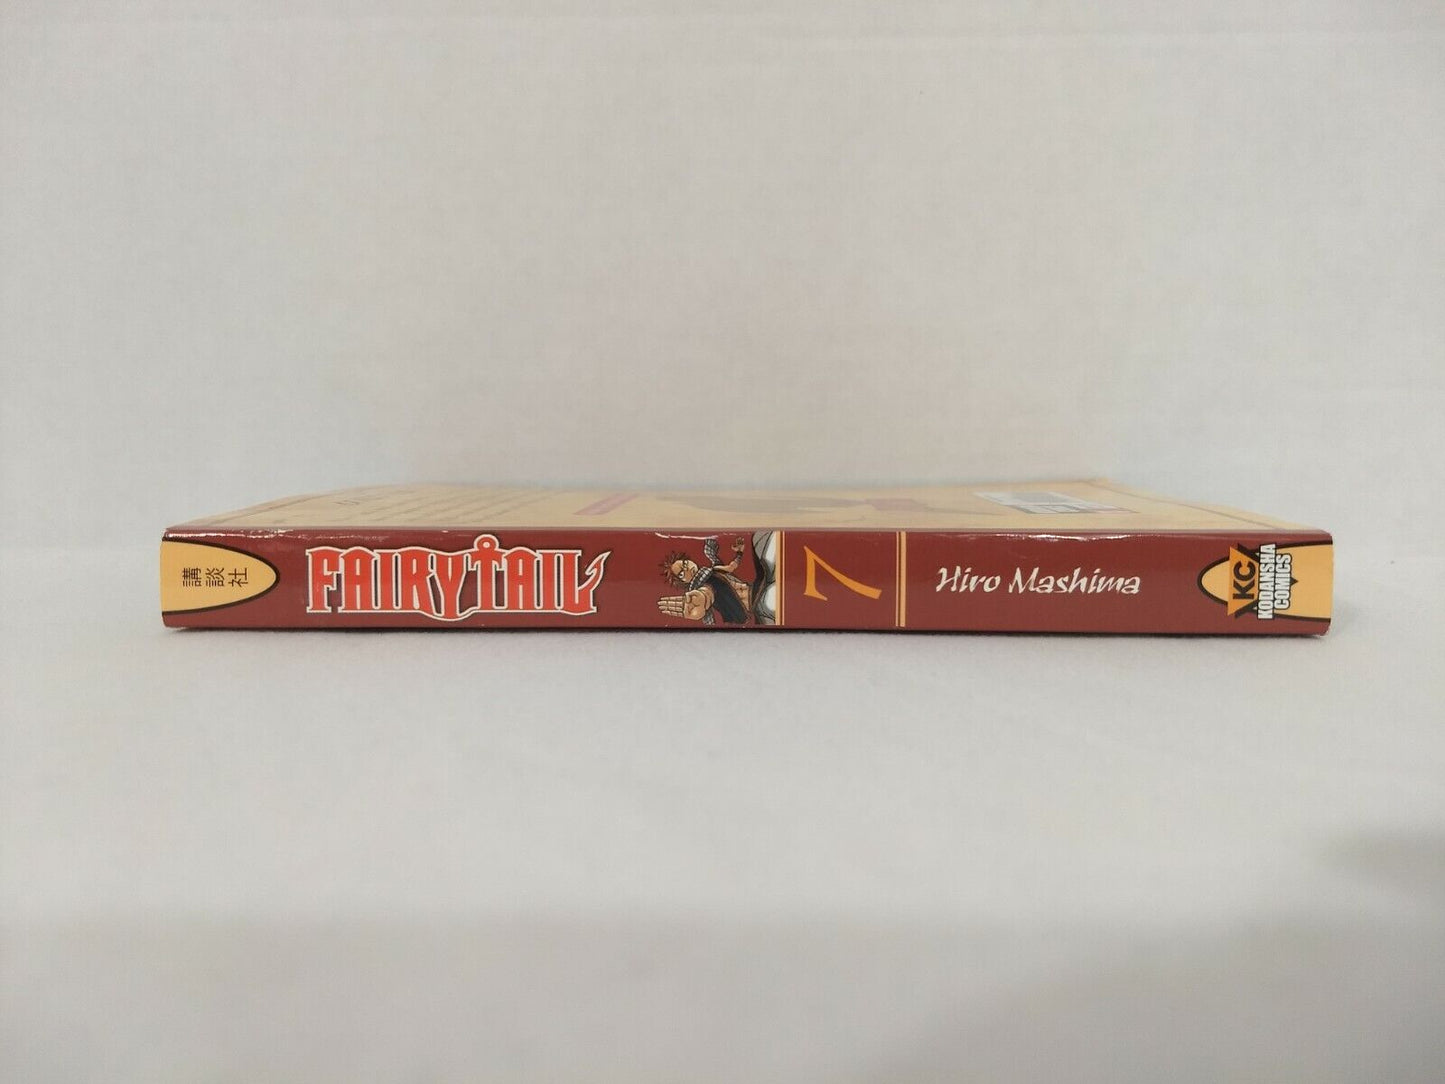 講談社
FAIRY TAIL
7
Hiro Mashima
KC
KODANSHA
COMICS